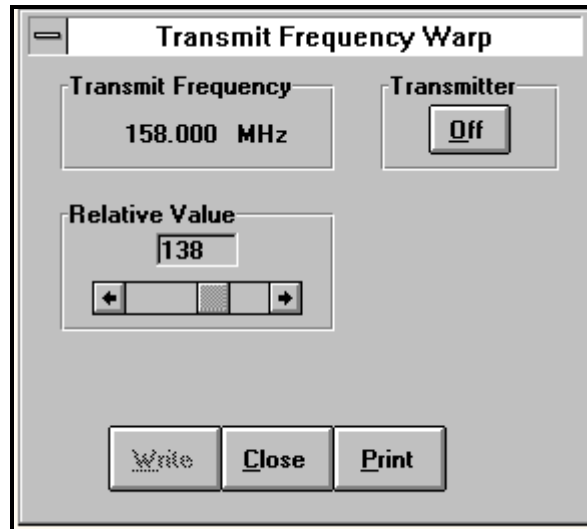 Transmit Frequency Warp
Transmit Frequency
Transmitter
158.000 MHz
Off
Relative Value
138
Write
Close
Print